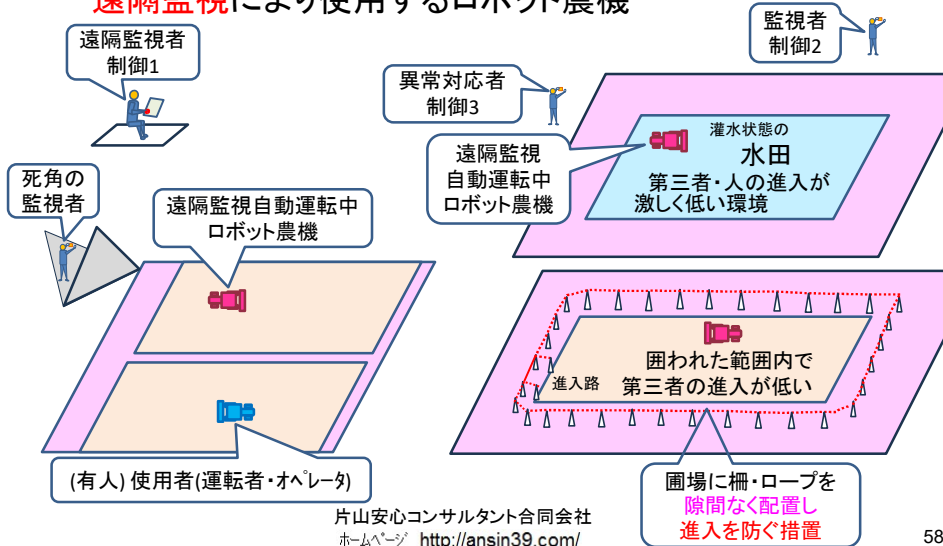 遠隔監視により使用するロボット農機
遠隔監視者
制御1
監視者
制御2
異常対応者
制御3
遠隔監視
自動運転中
ロボット農機
灌水状態の
水田
第三者・人の進入が
激しく低い環境
死角の
監視者
遠隔監視自動運転中
ロボット農機
(有人) 使用者(運転者・オペレータ)
進入路
囲われた範囲内で
第三者の進入が低い
圃場に柵・ロープを
隙間なく配置し
進入を防ぐ措置
片山安心コンサルタント合同会社
ホームページ http://ansin39.com/
58